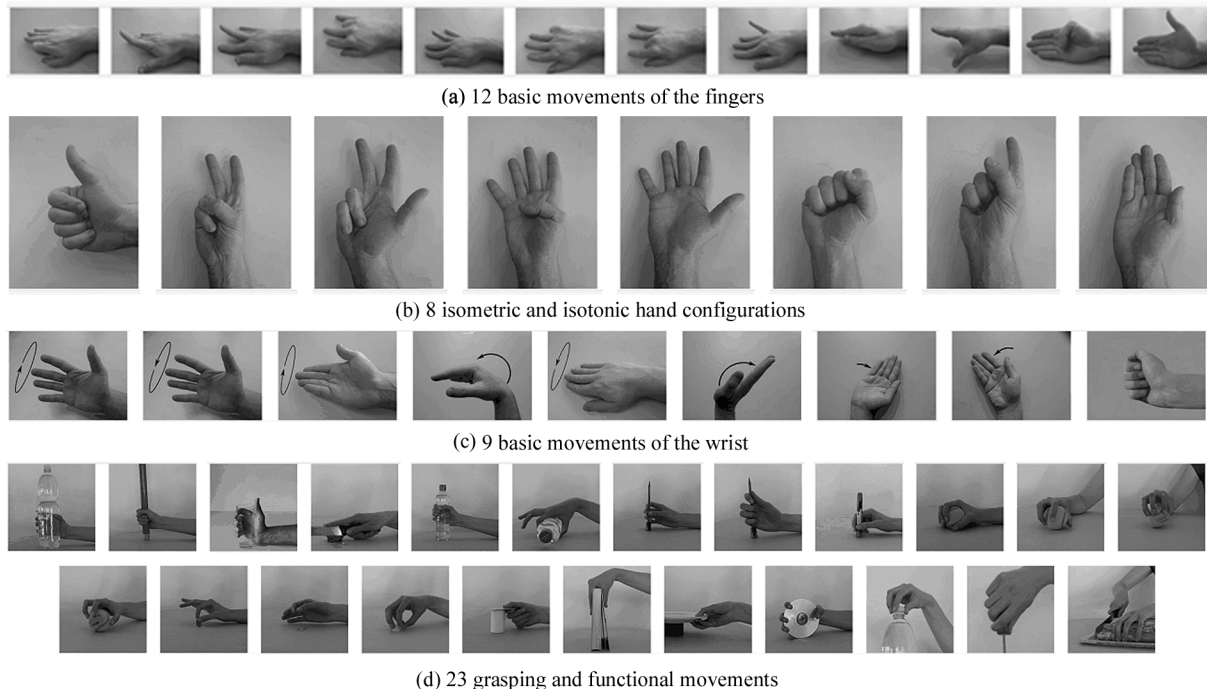 (a) 12 basic movements of the fingers
(b) 8 isometric and isotonic hand configurations
(c) 9 basic movements of the wrist
(d) 23 grasping and functional movements